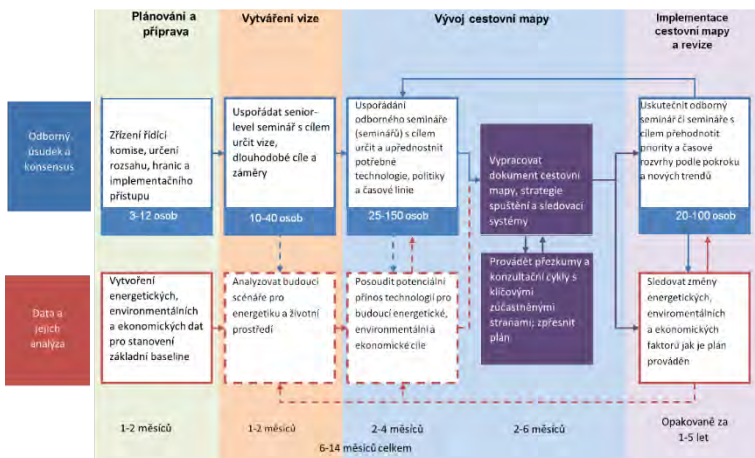 Plánování a
příprava
Vytváření vize
Vývoj cestovní mapy
Implementace
cestovní mapy
a revize
Odborný
úsudek a
konsensus
Zřízení řídící
komise, určení
rozsahu, hranic a
implementačního
přístupu
3-12 osob
Uspořádat senior-
level seminář s cílem
určit vize,
dlouhodobé cíle a
záměry
10-40 osob
Uspořádání
odborného semináře
(seminářů) s cílem
určit a upřednostnit
potřebné
technologie, politiky
a časové linie
25-150 osob
Vypracovat
dokument cestovní
mapy, strategie
spuštění a sledovací
systémy
Uskutečnit odborný
seminář či semináře s
cílem přehodnotit
priority a časové
rozvrhy podle pokroku
a nových trendů
20-100 osob
Data a
jejich
analýza
Vytvoření
energetických,
environmentálních
a ekonomických dat
pro stanovení
základní baseline
Analyzovat budoucí
scénáře pro
energetiku a životní
prostředí
Posoudit potenciální
přínos technologií pro
budoucí energetické,
environmentální a
ekonomické cíle
Provádět přezkumy a
konzultační cykly s
klíčovými
zúčastněnými
stranami; zpřesnit
plán
Sledovat změny
energetických,
enviromentálních
a ekonomických
faktorů jak je plán
prováděn
1-2 měsíců
1-2 měsíců
2-4 měsíců
2-6 měsíců
Opakovaně za
1-5 let
6-14 měsíců celkem